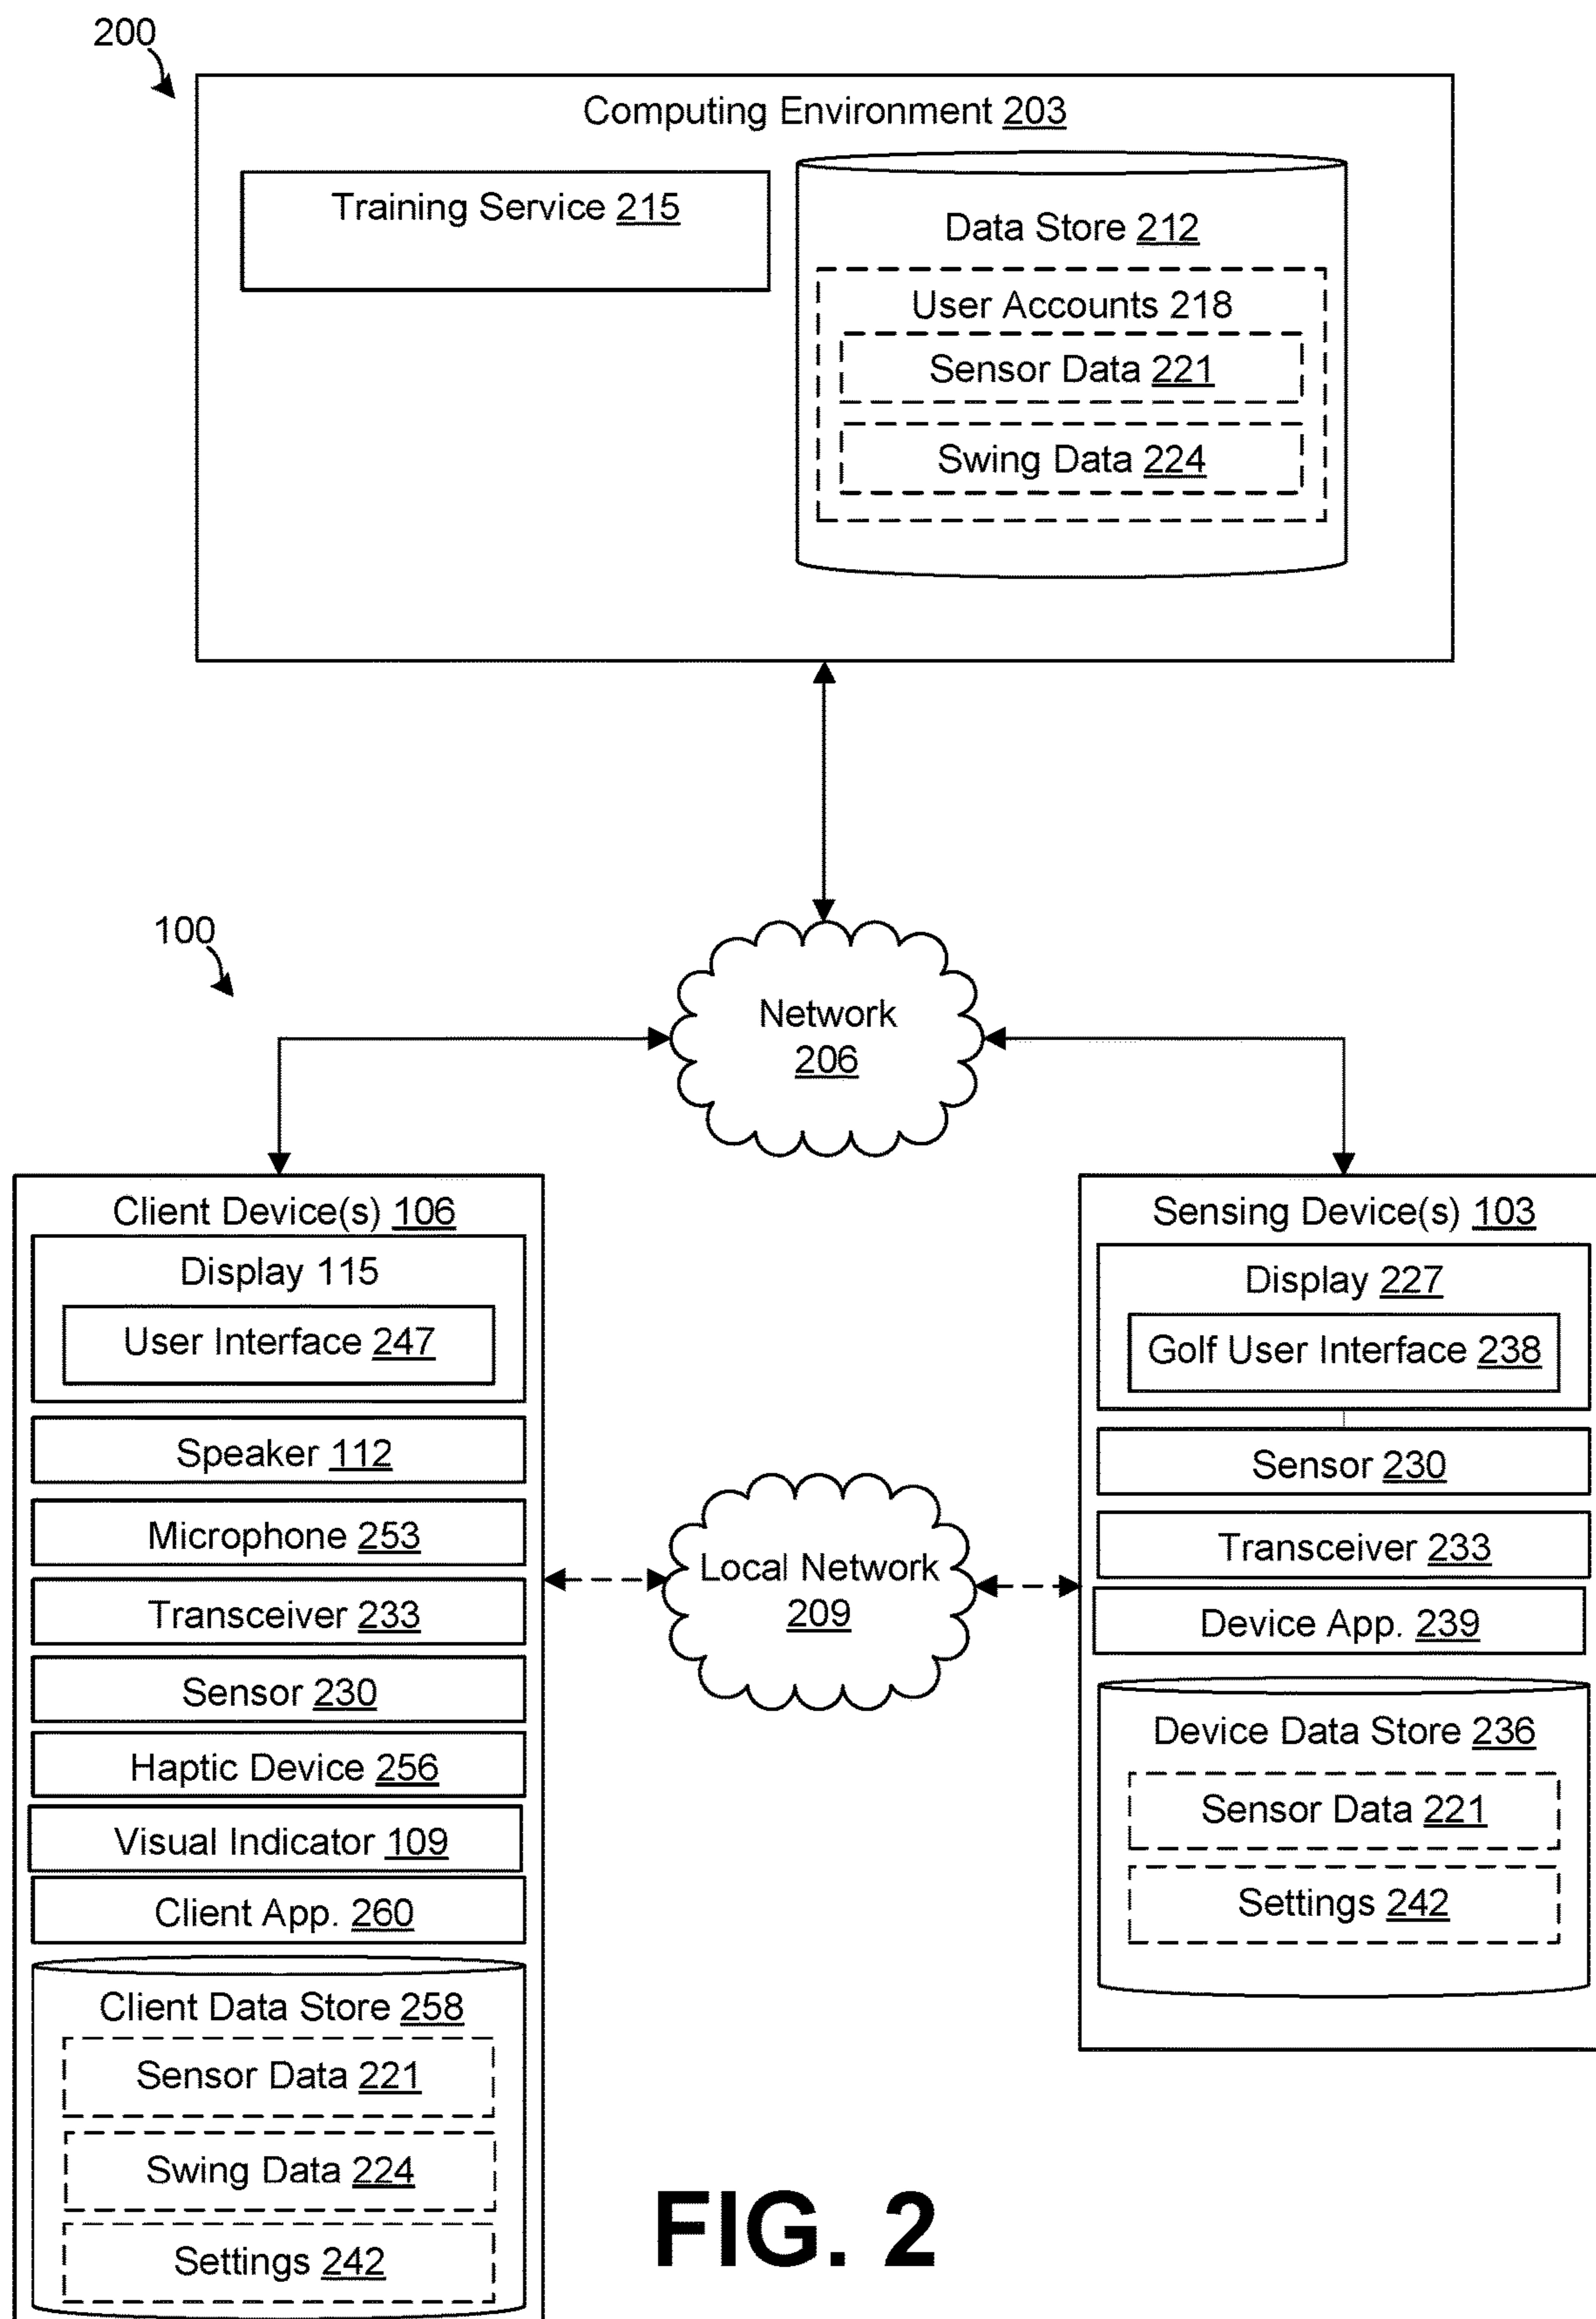 200
Computing Environment 203
Training Service 215
Data Store 212
User Accounts 218
Sensor Data 221
Swing Data 224
100
Network
206
Client Device(s) 106
Display 115
User Interface 247
Speaker 112
Microphone 253
Transceiver 233
Sensor 230
Haptic Device 256
Visual Indicator 109
Client App. 260
Client Data Store 258
Sensor Data 221
Swing Data 224
Settings 242
Local Network
209
Sensing Device(s) 103
Display 227
Golf User Interface 238
Sensor 230
Transceiver 233
Device App. 239
Device Data Store 236
Sensor Data 221
Settings 242
FIG. 2